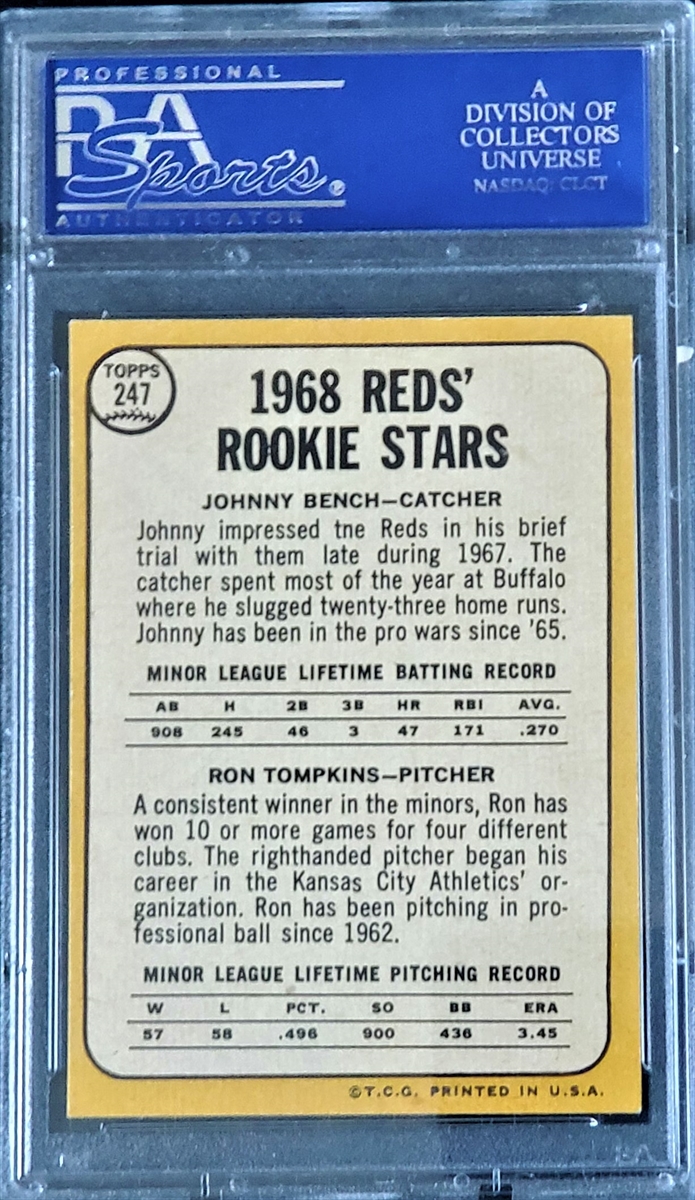 PROFESSIONAL
PSA
Sports®
AUTHENTICATOR
A
DIVISION OF
COLLECTORS
UNIVERSE
NASDAQ: CLCT
TOPPS
247
1968 REDS'
ROOKIE STARS
JOHNNY BENCH—CATCHER
Johnny impressed tne Reds in his brief
trial with them late during 1967. The
catcher spent most of the year at Buffalo
where he slugged twenty-three home runs.
Johnny has been in the pro wars since '65.
MINOR LEAGUE LIFETIME BATTING RECORD
AB H 2B 3B HR RBI AVG.
908 245 46 3 47 171 .270
RON TOMPKINS—PITCHER
A consistent winner in the minors, Ron has
won 10 or more games for four different
clubs. The righthanded pitcher began his
career in the Kansas City Athletics' or-
ganization. Ron has been pitching in pro-
fessional ball since 1962.
MINOR LEAGUE LIFETIME PITCHING RECORD
W L PCT. SO BB ERA
57 58 .496 900 436 3.45
©T.C.G. PRINTED IN U.S.A.